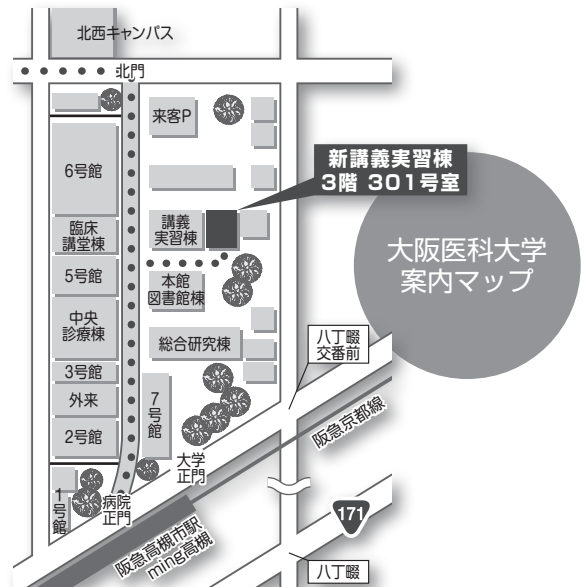 北西キャンパス
北門
来客P
6号館
新講義実習棟
3階 301号室
講義
実習棟
臨床
講堂棟
大阪医科大学
案内マップ
5号館
本館
図書館棟
中央
診療棟
総合研究棟
八丁畷
交番前
3号館
外来
7号館
2号館
阪急京都線
大学
正門
1号館
病院
正門
171
阪急高槻市駅
ming高槻
八丁畷